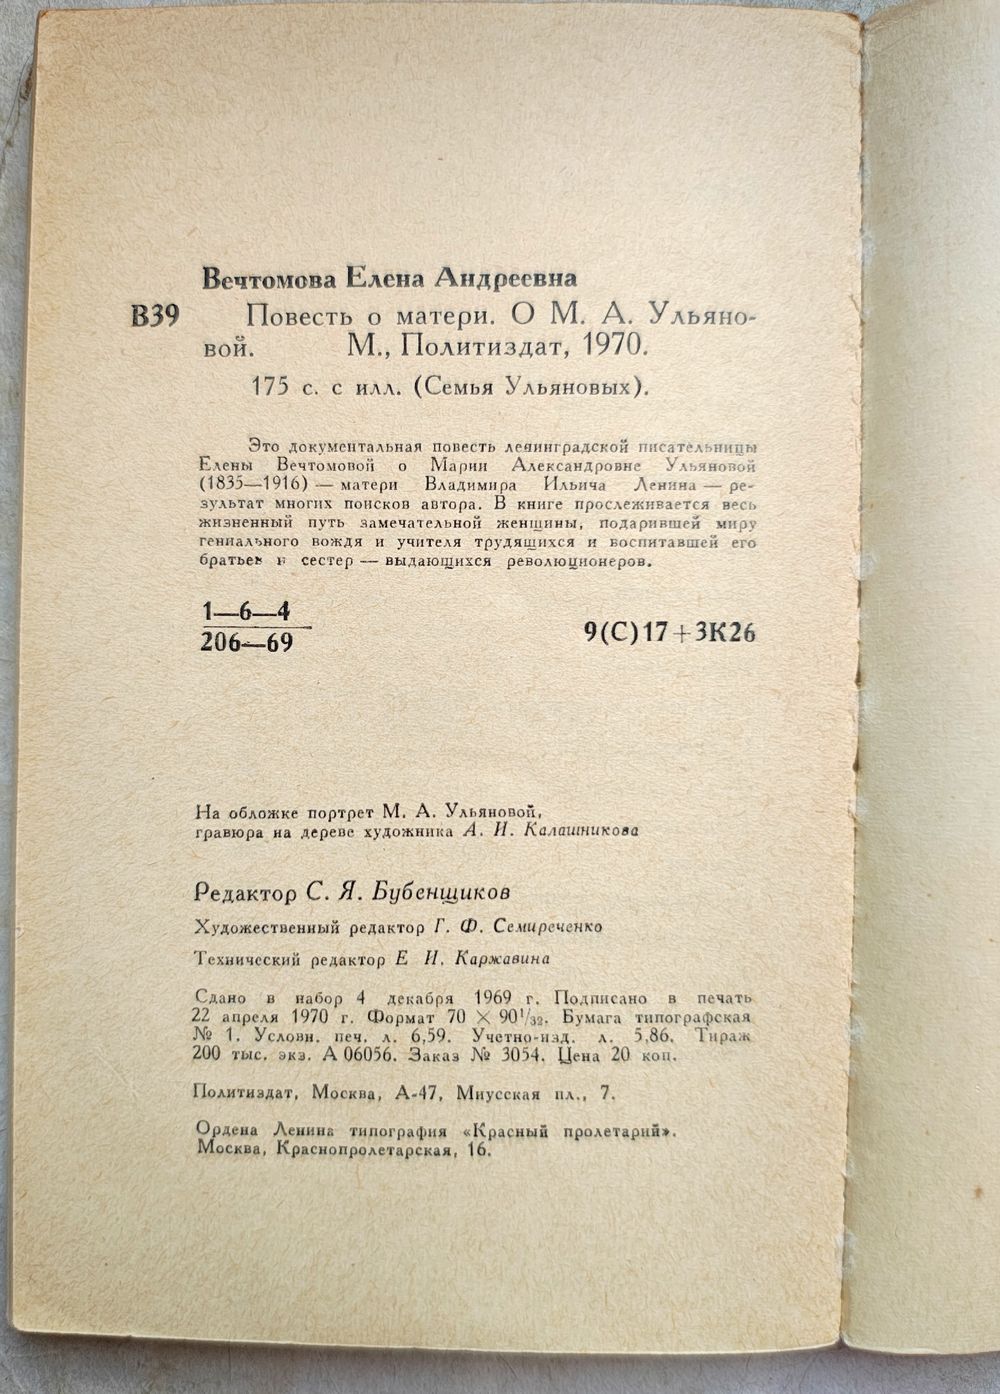 Вечтомова Елена Андреевна
В39 Повесть о матери. О М. А. Ульяно-
вой. М., Политиздат, 1970.
175 с. с илл. (Семья Ульяновых).
Это документальная повесть ленинградской писательницы
Елены Вечтомовой о Марии Александровне Ульяновой
(1835—1916) — матери Владимира Ильича Ленина — ре-
зультат многих поисков автора. В книге прослеживается весь
жизненный путь замечательной женщины, подарившей миру
гениального вождя и учителя трудящихся и воспитавшей его
братьев и сестер — выдающихся революционеров.
1—6—4
206—69
9(С)17+3К26
На обложке портрет М. А. Ульяновой,
гравюра на дереве художника А. И. Калашникова
Редактор С. Я. Бубенщиков
Художественный редактор Г. Ф. Семиреченко
Технический редактор Е И. Каржавина
Сдано в набор 4 декабря 1969 г. Подписано в печать
22 апреля 1970 г. Формат 70 × 90¹/₃₂. Бумага типографская
№ 1. Условн. печ. л. 6,59. Учетно-изд. л. 5,86. Тираж
200 тыс. экз. А 06056. Заказ № 3054. Цена 20 коп.
Политиздат, Москва, А-47, Миусская пл., 7.
Ордена Ленина типография «Красный пролетарий».
Москва, Краснопролетарская, 16.